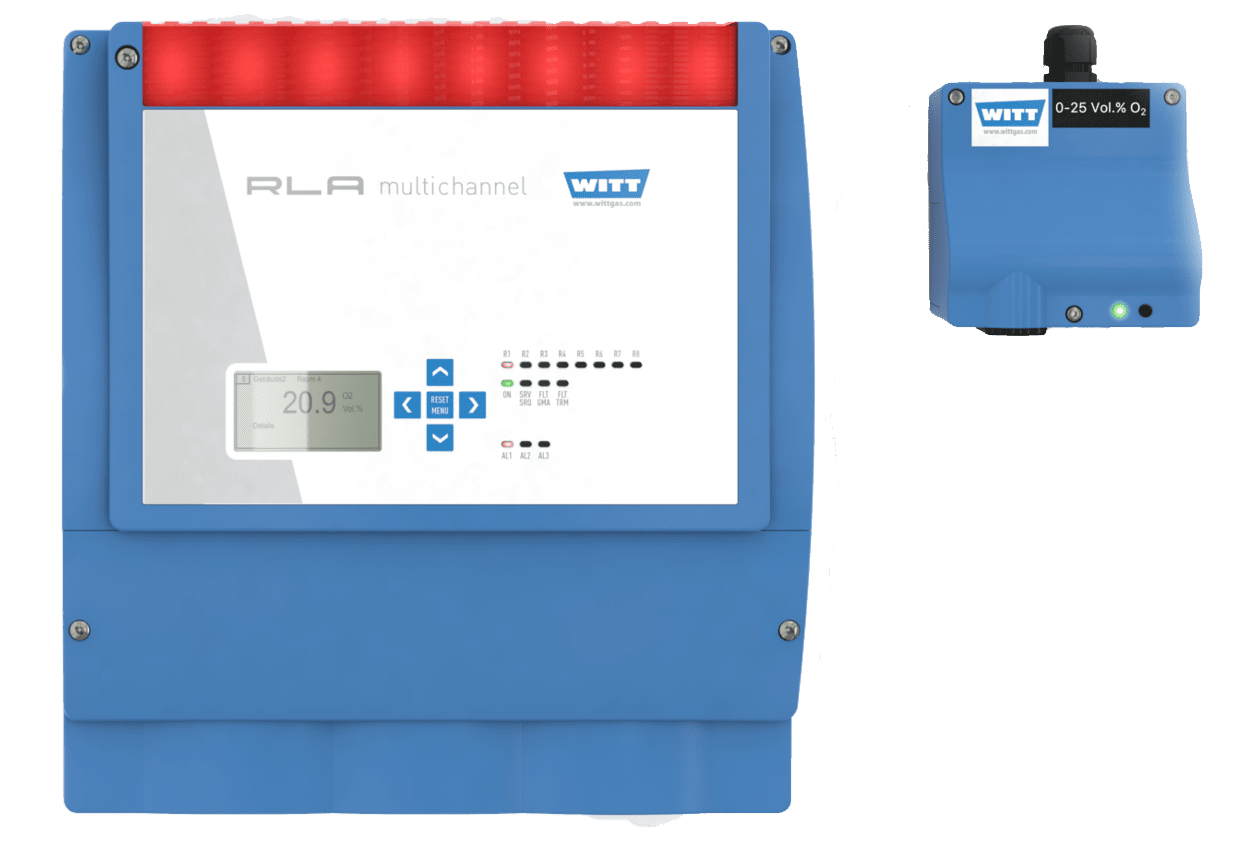 RLA multichannel
WITT
www.wittgas.com
R1 R2 R3 R4 R5 R6 R7 R8
ON SRV SRQ FLT GMA FLT TRM
AL1 AL2 AL3
5 Gebäude2 Room 4
20.9 O2 Vol.%
Details
RESET
MENU
WITT
www.wittgas.com
0-25 Vol.% O₂